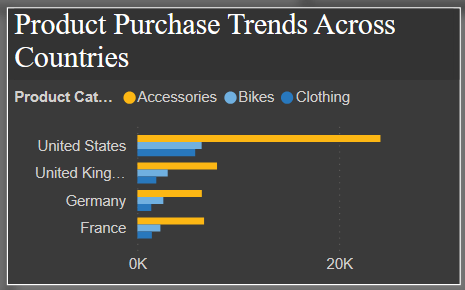 Product Purchase Trends Across
Countries
Product Cat... Accessories Bikes Clothing
United States
United King...
Germany
France
0K 20K